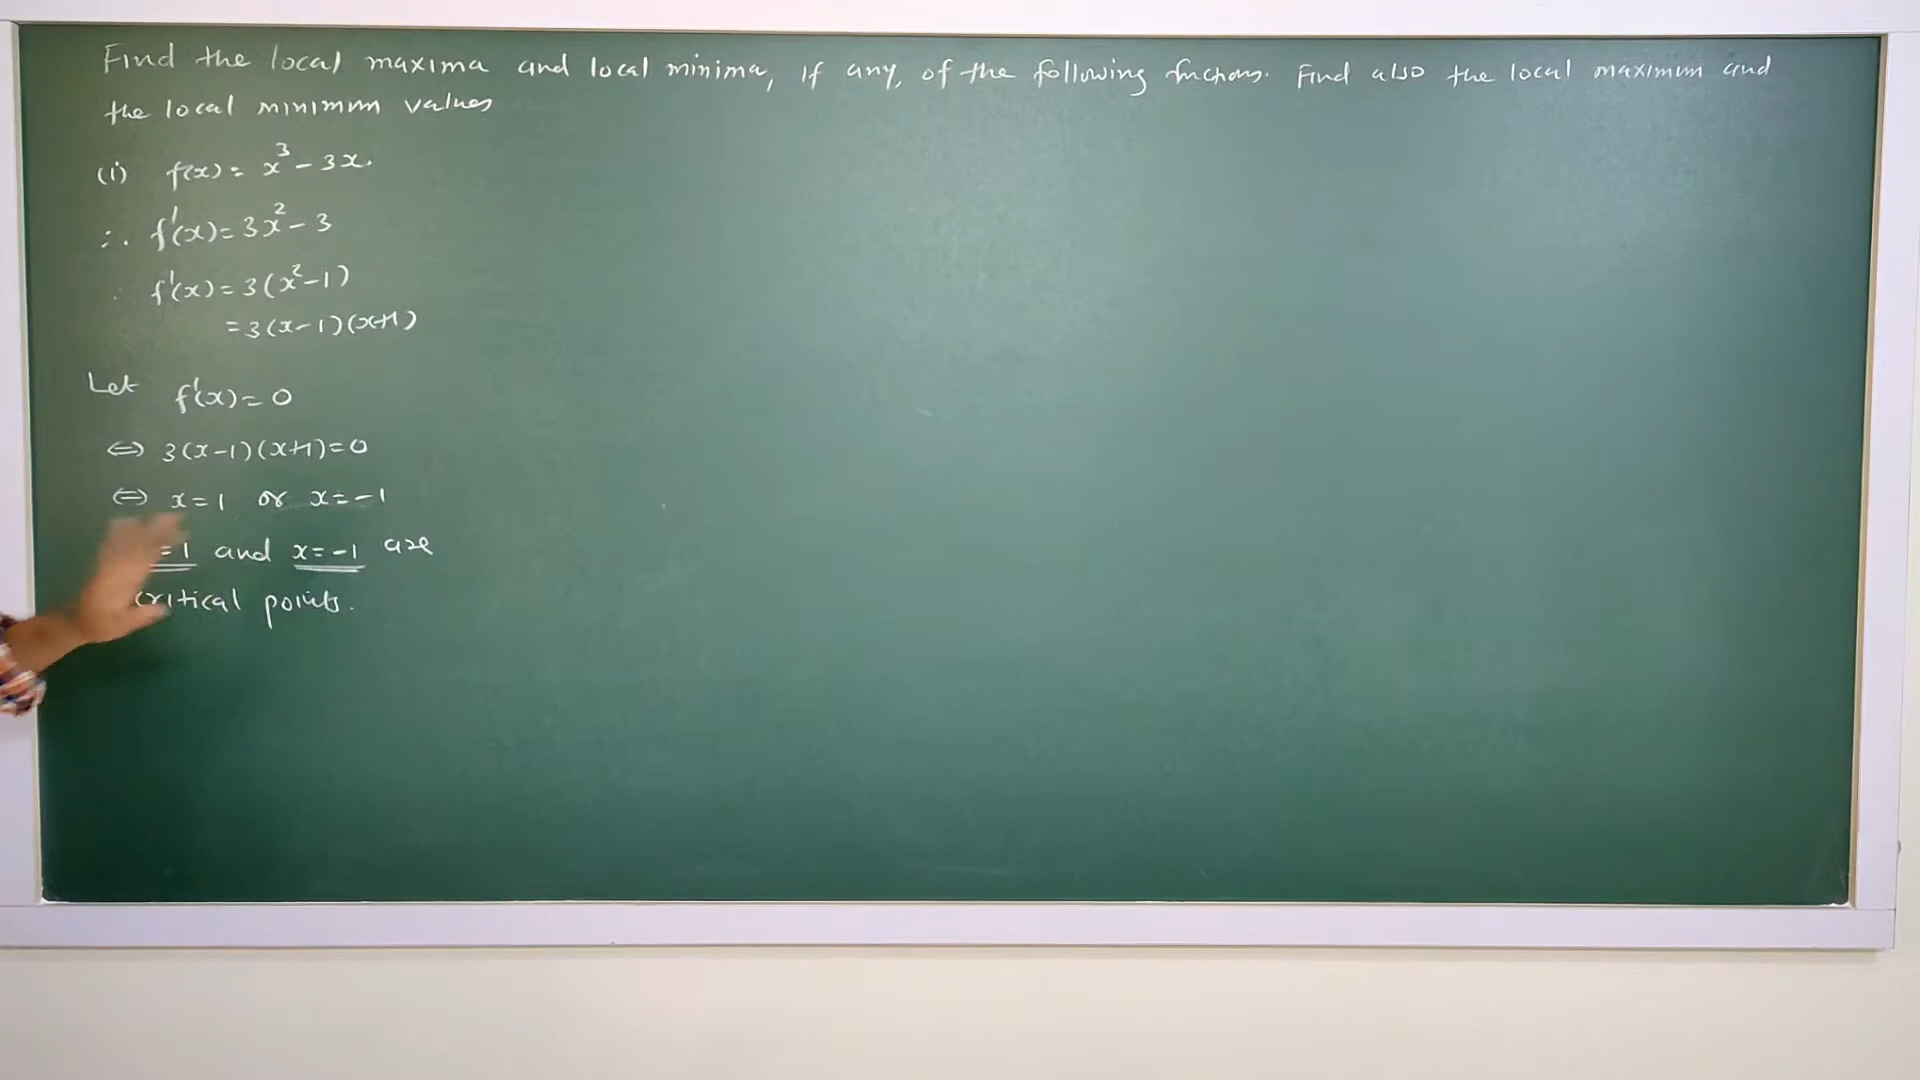 Find the local maxima and local minima, if any, of the following functions. Find also the local maximum and
the local minimum values
(i) f(x) = x³ - 3x.
∴ f'(x) = 3x² - 3
∴ f'(x) = 3(x²-1)
= 3(x-1)(x+1)
Let f'(x) = 0
⇔ 3(x-1)(x+1)=0
⇔ x = 1 or x = -1
=1 and x = -1 are
critical points.